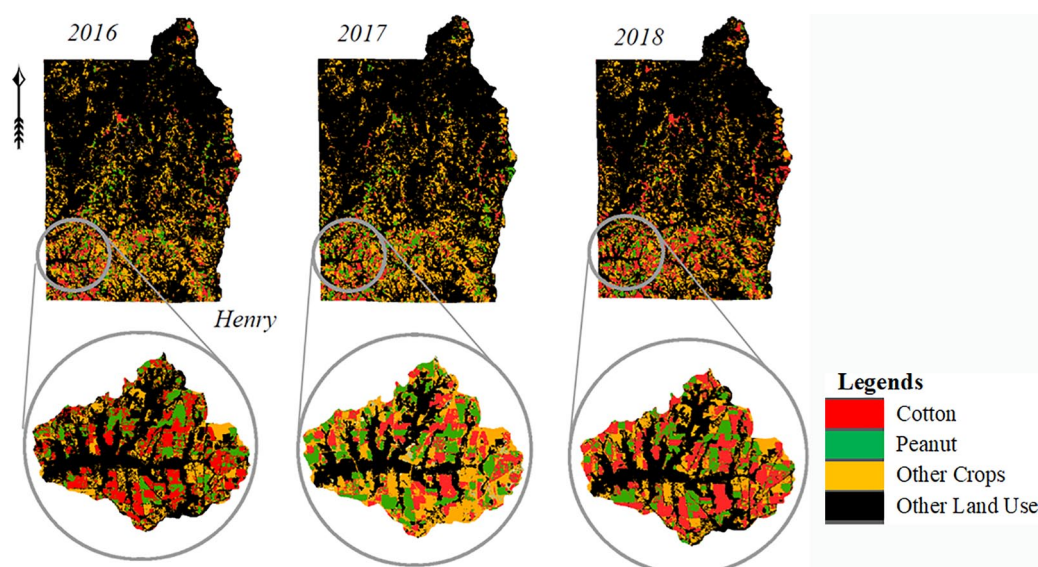 2016
2017
2018
Henry
Legends
Cotton
Peanut
Other Crops
Other Land Use